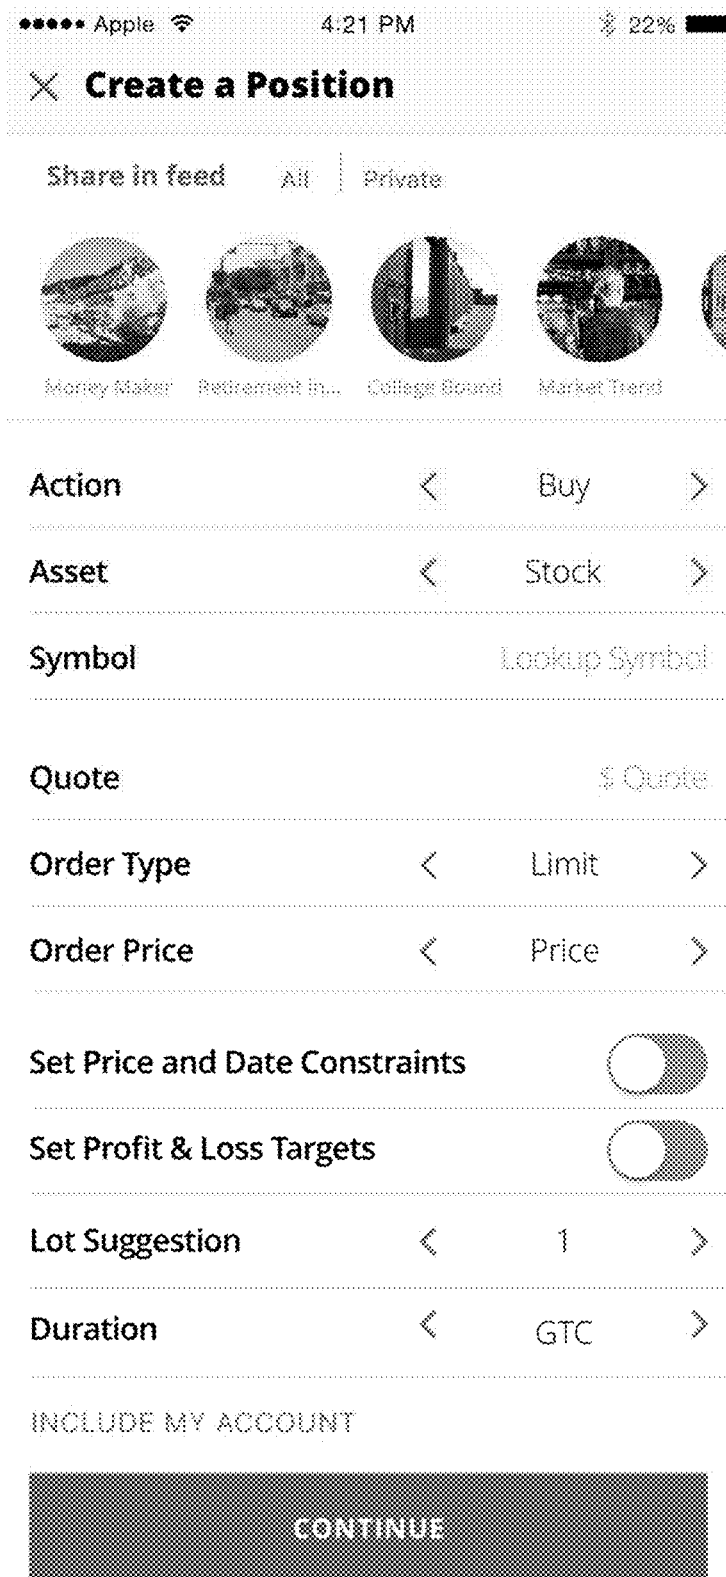 Apple 4:21 PM 22%
Create a Position
Share in feed All Private
Money Maker Retirement in... College Bound Market Trend
Action Buy
Asset Stock
Symbol Lookup Symbol
Quote $ Quote
Order Type Limit
Order Price Price
Set Price and Date Constraints
Set Profit & Loss Targets
Lot Suggestion 1
Duration GTC
INCLUDE MY ACCOUNT
CONTINUE